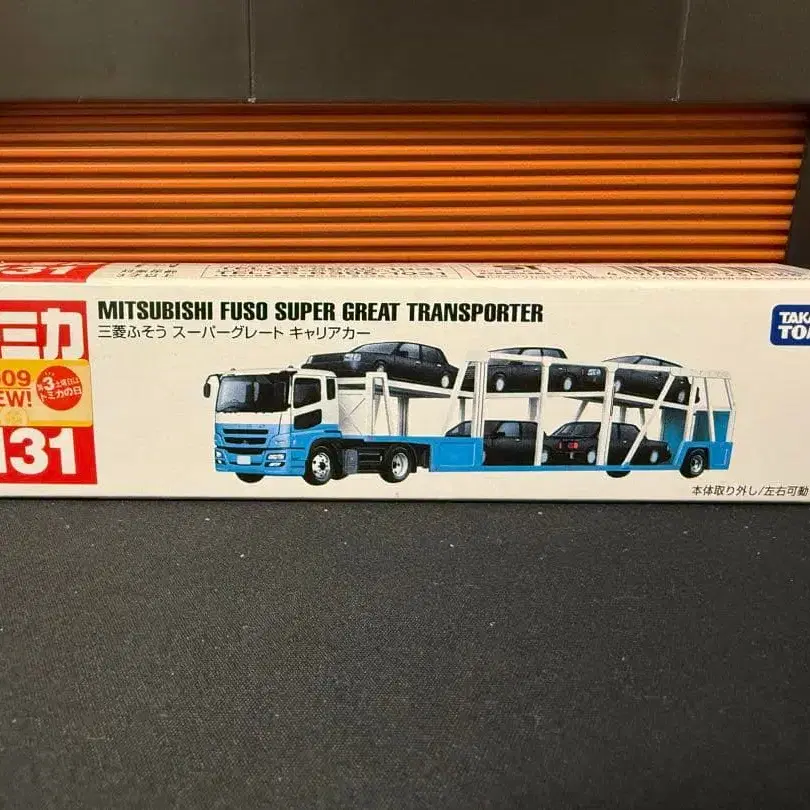 131
MITSUBISHI FUSO SUPER GREAT TRANSPORTER
三菱ふそう スーパーグレート キャリアカー
ミカ
TAKA
TOM
09
EW!
第3土曜日は
トミカの日
131
本体取り外し/左右可動